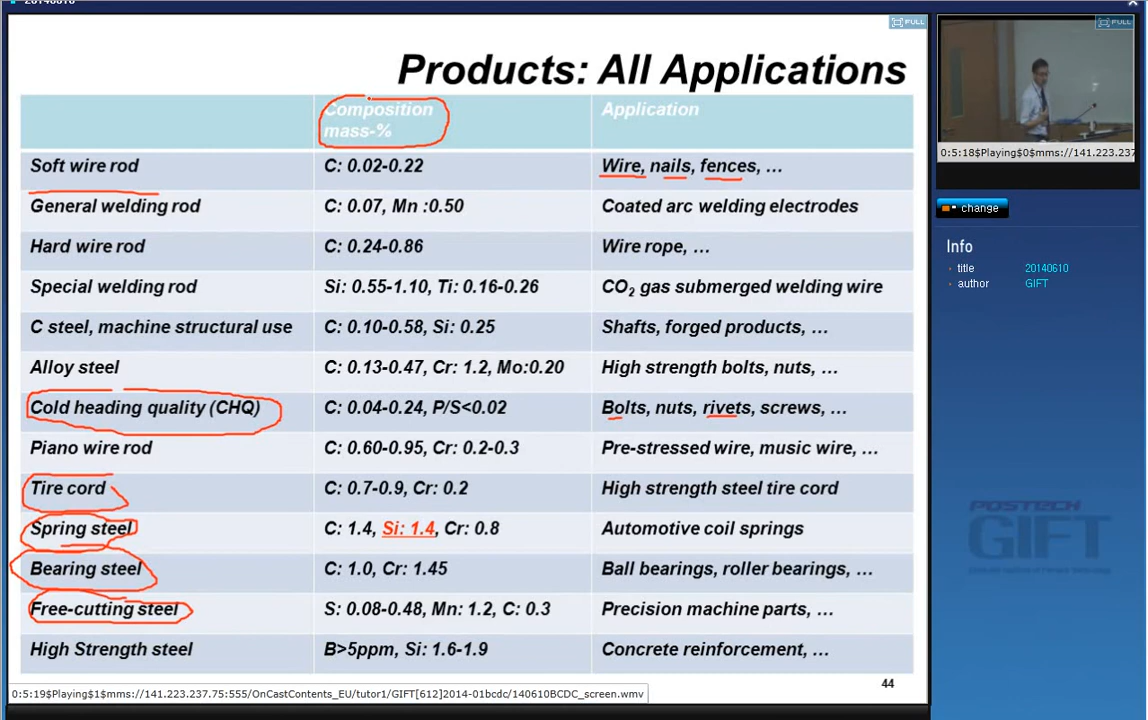 20140610
FULL
FULL
Products: All Applications
Composition mass-% Application
Soft wire rod C: 0.02-0.22 Wire, nails, fences, ...
General welding rod C: 0.07, Mn :0.50 Coated arc welding electrodes
Hard wire rod C: 0.24-0.86 Wire rope, ...
Special welding rod Si: 0.55-1.10, Ti: 0.16-0.26 CO2 gas submerged welding wire
C steel, machine structural use C: 0.10-0.58, Si: 0.25 Shafts, forged products, ...
Alloy steel C: 0.13-0.47, Cr: 1.2, Mo:0.20 High strength bolts, nuts, ...
Cold heading quality (CHQ) C: 0.04-0.24, P/S<0.02 Bolts, nuts, rivets, screws, ...
Piano wire rod C: 0.60-0.95, Cr: 0.2-0.3 Pre-stressed wire, music wire, ...
Tire cord C: 0.7-0.9, Cr: 0.2 High strength steel tire cord
Spring steel C: 1.4, Si: 1.4, Cr: 0.8 Automotive coil springs
Bearing steel C: 1.0, Cr: 1.45 Ball bearings, roller bearings, ...
Free-cutting steel S: 0.08-0.48, Mn: 1.2, C: 0.3 Precision machine parts, ...
High Strength steel B>5ppm, Si: 1.6-1.9 Concrete reinforcement, ...
44
0:5:19$Playing$1$mms://141.223.237.75:555/OnCastContents_EU/tutor1/GIFT[612]2014-01bcdc/140610BCDC_screen.wmv
0:5:18$Playing$0$mms://141.223.237.
change
Info
title 20140610
author GIFT
POSTECH
GIFT